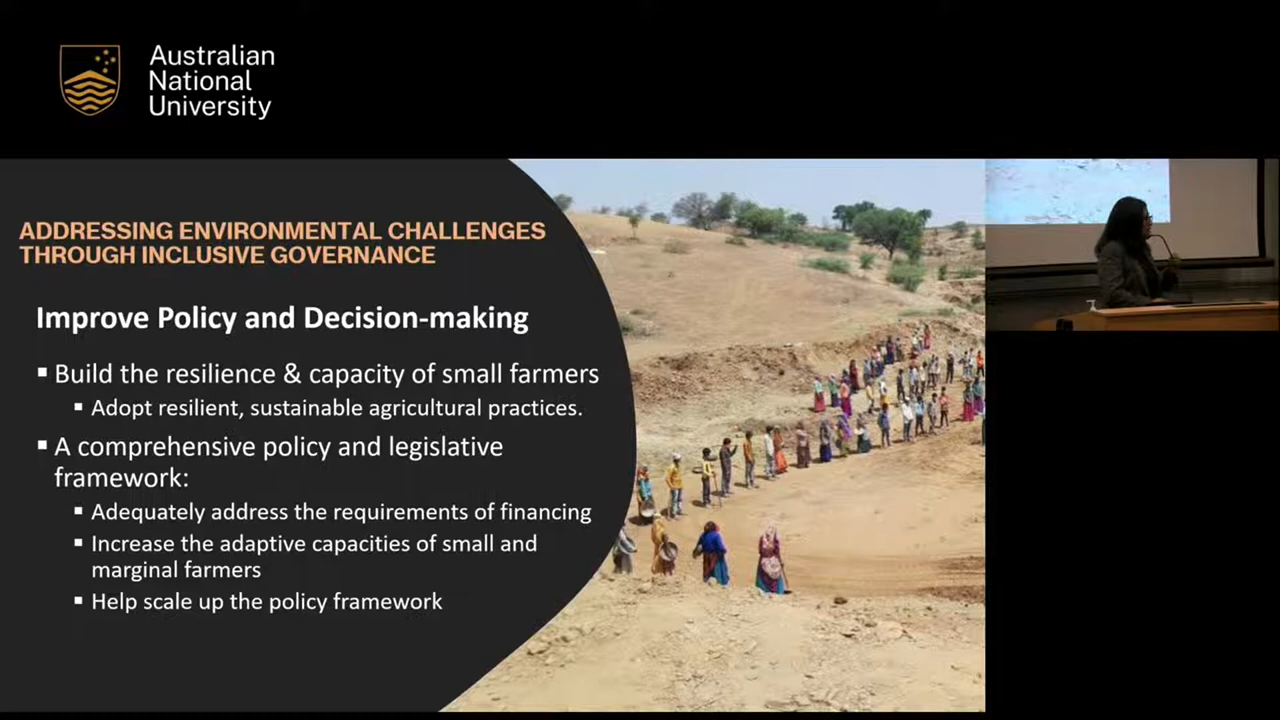 Australian
National
University
ADDRESSING ENVIRONMENTAL CHALLENGES
THROUGH INCLUSIVE GOVERNANCE
Improve Policy and Decision-making
▪ Build the resilience & capacity of small farmers
▪ Adopt resilient, sustainable agricultural practices.
▪ A comprehensive policy and legislative
framework:
▪ Adequately address the requirements of financing
▪ Increase the adaptive capacities of small and
marginal farmers
▪ Help scale up the policy framework